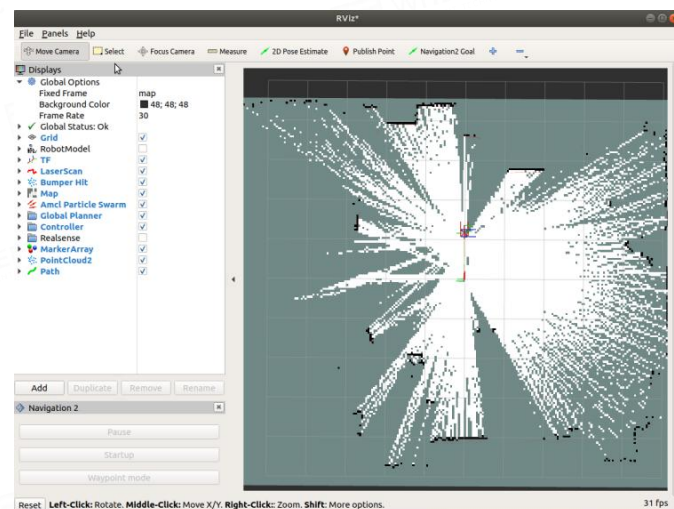 RViz*
File Panels Help
Move Camera Select Focus Camera Measure 2D Pose Estimate Publish Point Navigation2 Goal
Displays
Global Options
Fixed Frame map
Background Color 48; 48; 48
Frame Rate 30
Global Status: Ok
Grid
RobotModel
TF
LaserScan
Bumper Hit
Map
Amcl Particle Swarm
Global Planner
Controller
Realsense
MarkerArray
PointCloud2
Path
Add Duplicate Remove Rename
Navigation 2
Pause
Startup
Waypoint mode
Reset Left-Click: Rotate. Middle-Click: Move X/Y. Right-Click:: Zoom. Shift: More options. 31 fps